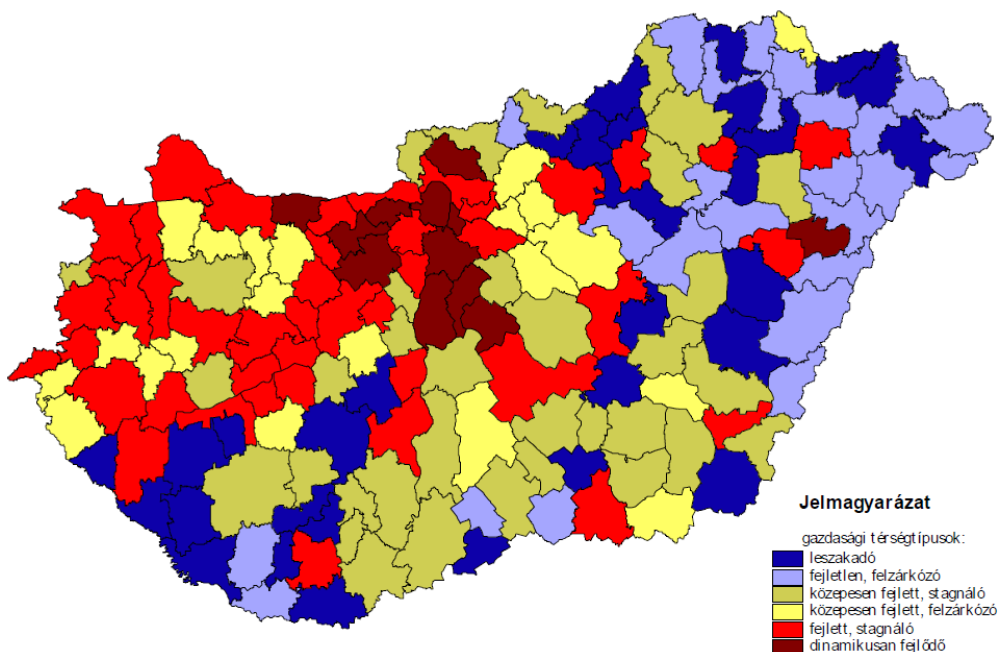 Jelmagyarázat
gazdasági térségtípusok:
leszakadó
fejletlen, felzárkózó
közepesen fejlett, stagnáló
közepesen fejlett, felzárkózó
fejlett, stagnáló
dinamikusan fejlődő